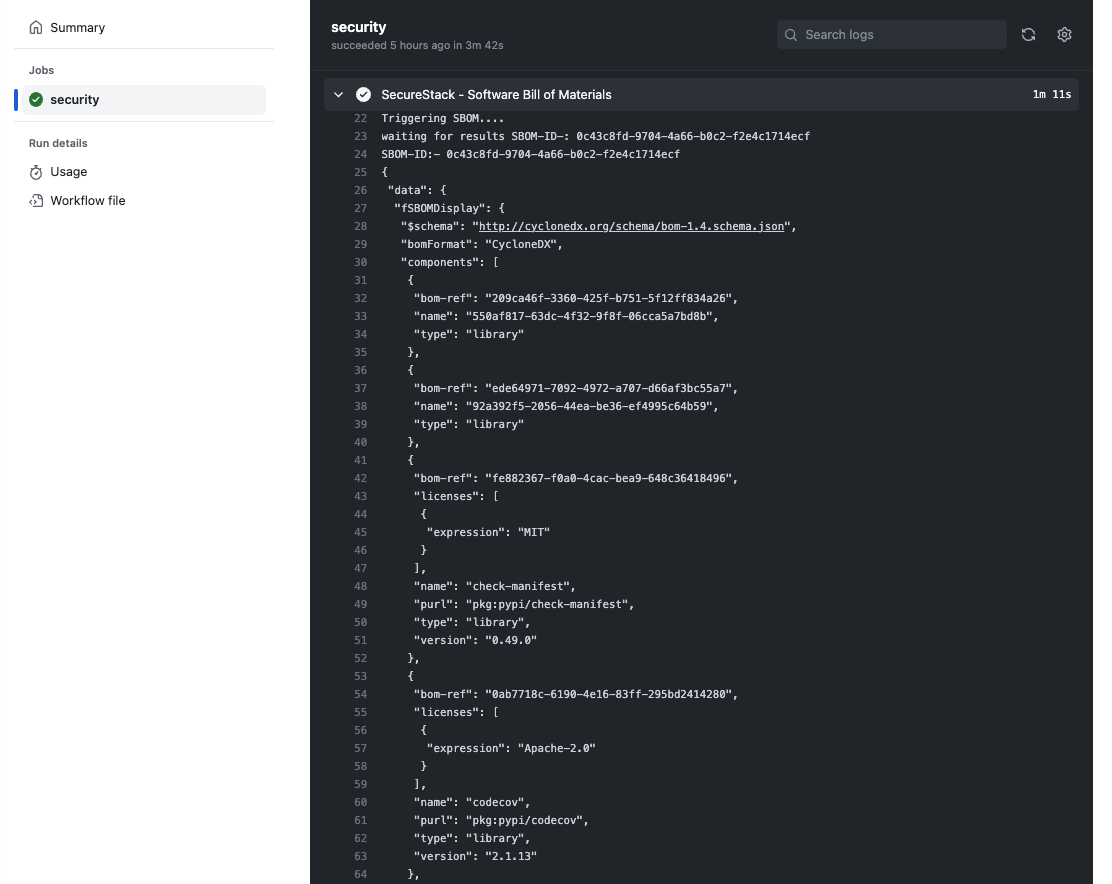 Summary
Jobs
security
Run details
Usage
Workflow file
security
succeeded 5 hours ago in 3m 42s
Search logs
SecureStack - Software Bill of Materials 1m 11s
22 Triggering SBOM....
23 waiting for results SBOM-ID-: 0c43c8fd-9704-4a66-b0c2-f2e4c1714ecf
24 SBOM-ID:- 0c43c8fd-9704-4a66-b0c2-f2e4c1714ecf
25 {
26 "data": {
27 "fSBOMDisplay": {
28 "$schema": "http://cyclonedx.org/schema/bom-1.4.schema.json",
29 "bomFormat": "CycloneDX",
30 "components": [
31 {
32 "bom-ref": "209ca46f-3360-425f-b751-5f12ff834a26",
33 "name": "550af817-63dc-4f32-9f8f-06cca5a7bd8b",
34 "type": "library"
35 },
36 {
37 "bom-ref": "ede64971-7092-4972-a707-d66af3bc55a7",
38 "name": "92a392f5-2056-44ea-be36-ef4995c64b59",
39 "type": "library"
40 },
41 {
42 "bom-ref": "fe882367-f0a0-4cac-bea9-648c36418496",
43 "licenses": [
44 {
45 "expression": "MIT"
46 }
47 ],
48 "name": "check-manifest",
49 "purl": "pkg:pypi/check-manifest",
50 "type": "library",
51 "version": "0.49.0"
52 },
53 {
54 "bom-ref": "0ab7718c-6190-4e16-83ff-295bd2414280",
55 "licenses": [
56 {
57 "expression": "Apache-2.0"
58 }
59 ],
60 "name": "codecov",
61 "purl": "pkg:pypi/codecov",
62 "type": "library",
63 "version": "2.1.13"
64 },